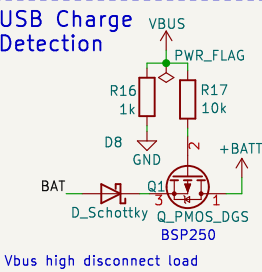 USB Charge
Detection
VBUS
PWR_FLAG
R16
1k
R17
10k
D8
GND
2
+BATT
BAT
Q1
3
1
D_Schottky
Q_PMOS_DGS
BSP250
Vbus high disconnect load